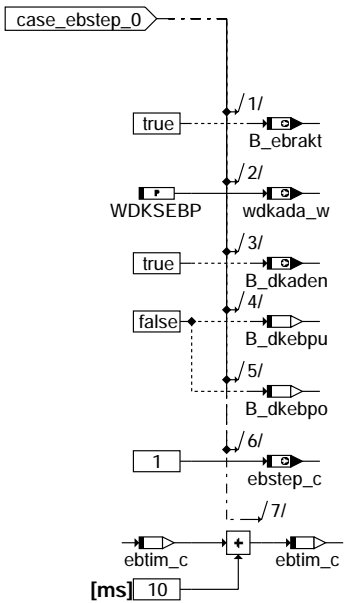 case_ebstep_0
1/
true
B_ebrakt
2/
P
WDKSEBP
wdkada_w
3/
true
B_dkaden
4/
false
B_dkebpu
5/
B_dkebpo
6/
1
ebstep_c
7/
+
ebtim_c
ebtim_c
[ms] 10